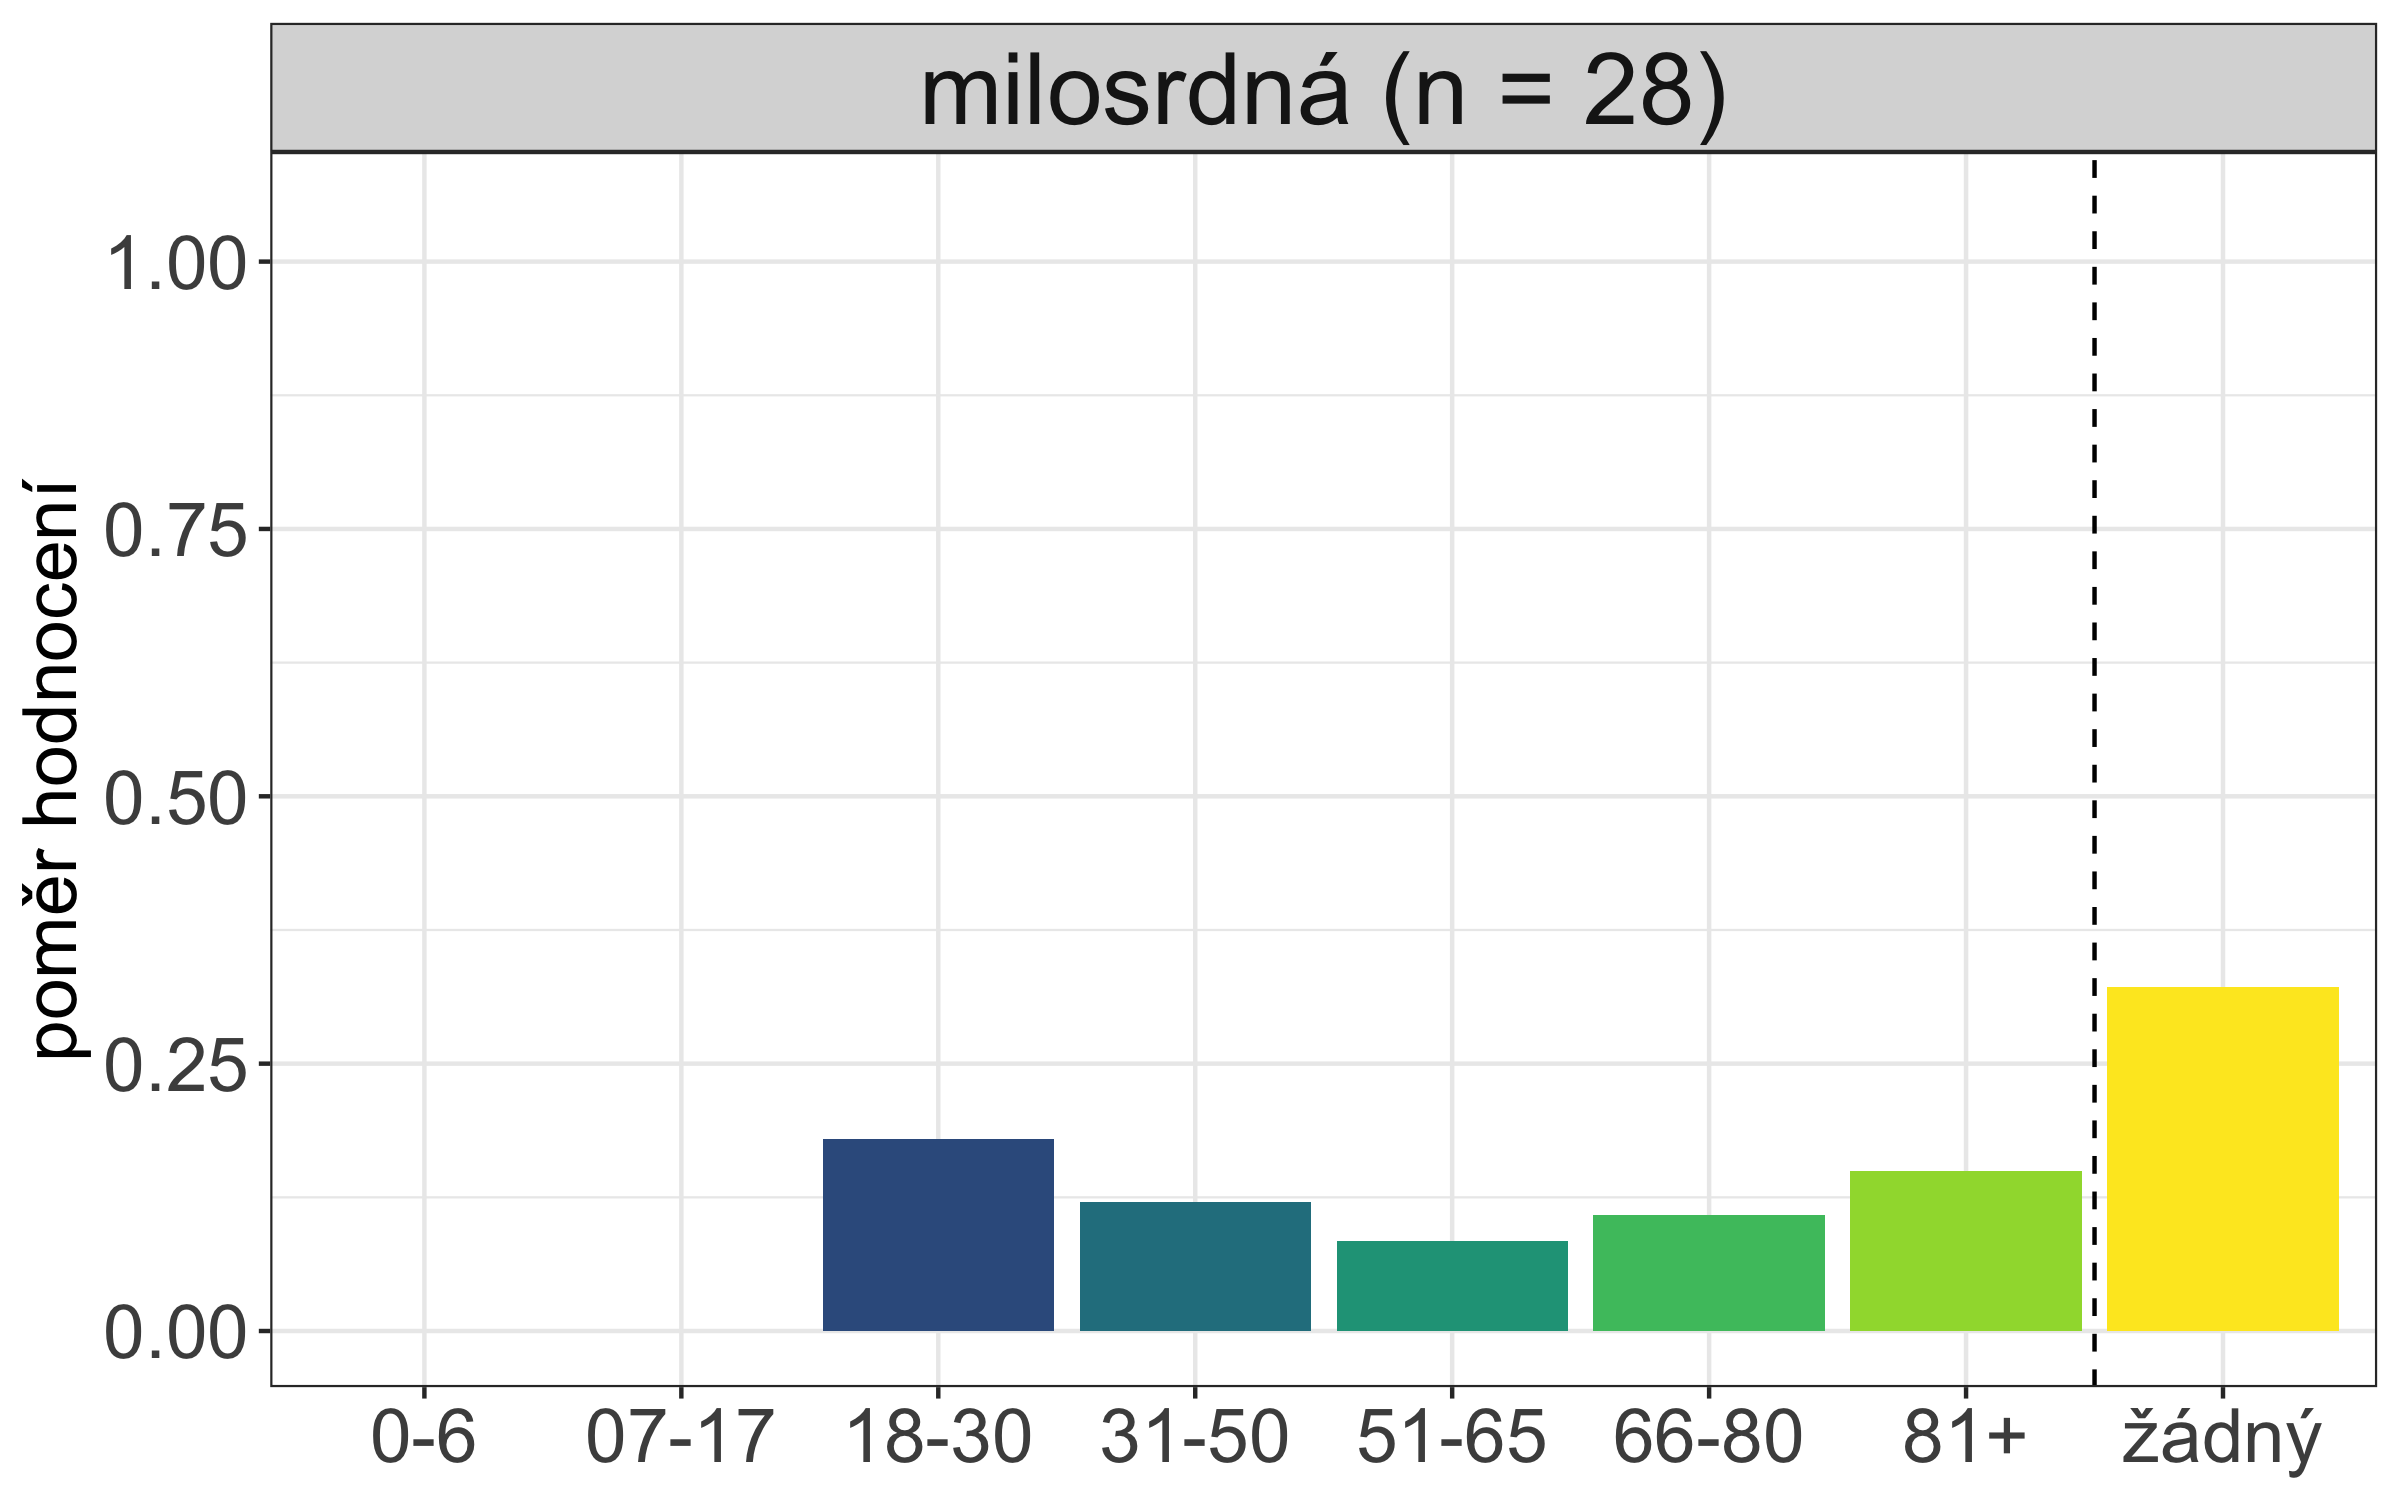 milosrdná (n = 28)
poměr hodnocení
1.00
0.75
0.50
0.25
0.00
0-6 07-17 18-30 31-50 51-65 66-80 81+ žádný